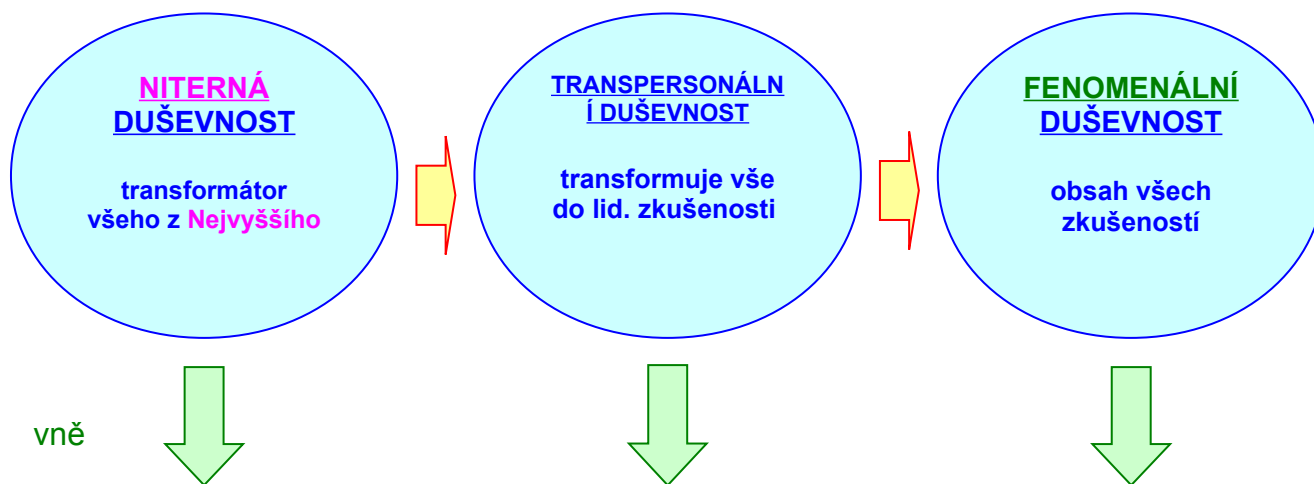 NITERNÁ
DUŠEVNOST
transformátor
všeho z Nejvyššího
TRANSPERSONÁLN
Í DUŠEVNOST
transformuje vše
do lid. zkušenosti
FENOMENÁLNÍ
DUŠEVNOST
obsah všech
zkušeností
vně